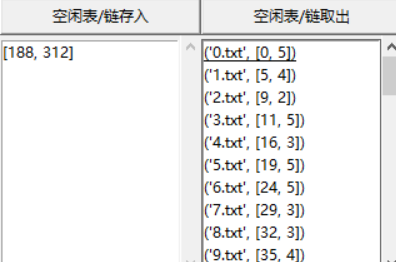 空闲表/链存入
空闲表/链取出
[188, 312]
('0.txt', [0, 5])
('1.txt', [5, 4])
('2.txt', [9, 2])
('3.txt', [11, 5])
('4.txt', [16, 3])
('5.txt', [19, 5])
('6.txt', [24, 5])
('7.txt', [29, 3])
('8.txt', [32, 3])
('9.txt', [35, 4])